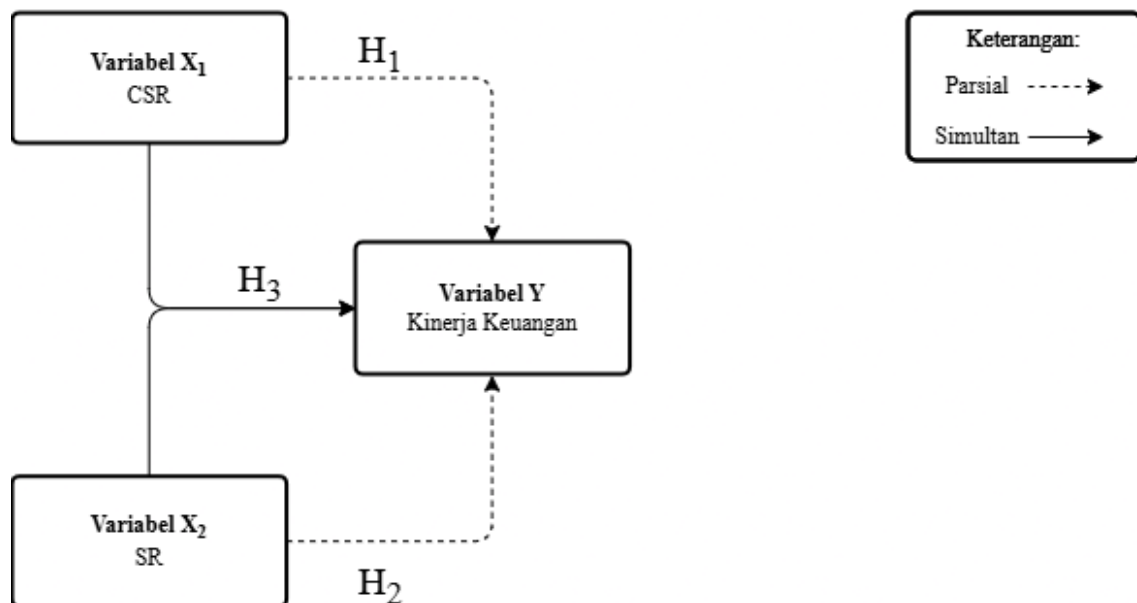 Variabel X₁
CSR
H₁
Keterangan:
Parsial
Simultan
H₃
Variabel Y
Kinerja Keuangan
Variabel X₂
SR
H₂